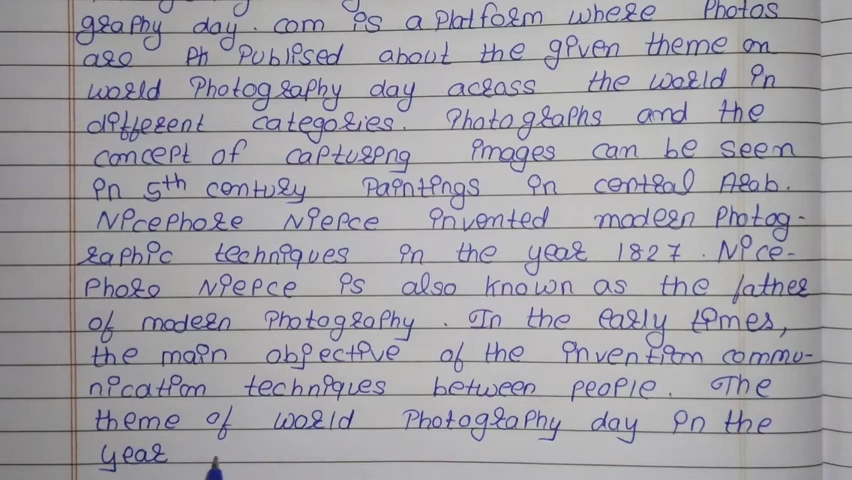 graphy day. com is a platform where Photos
are Ph Publised about the given theme on
world Photography day acrass the world in
different categories. Photographs and the
concept of capturing images can be seen
in 5th century Paintings in central Arab.
Nicephore Niepce invented modern Photog-
raphic techniques in the year 1827. Nice-
Phoro Niepce is also known as the father
of modern Photography. In the early times,
the main objective of the invention commu-
nication techniques between people. The
theme of world Photography day in the
year